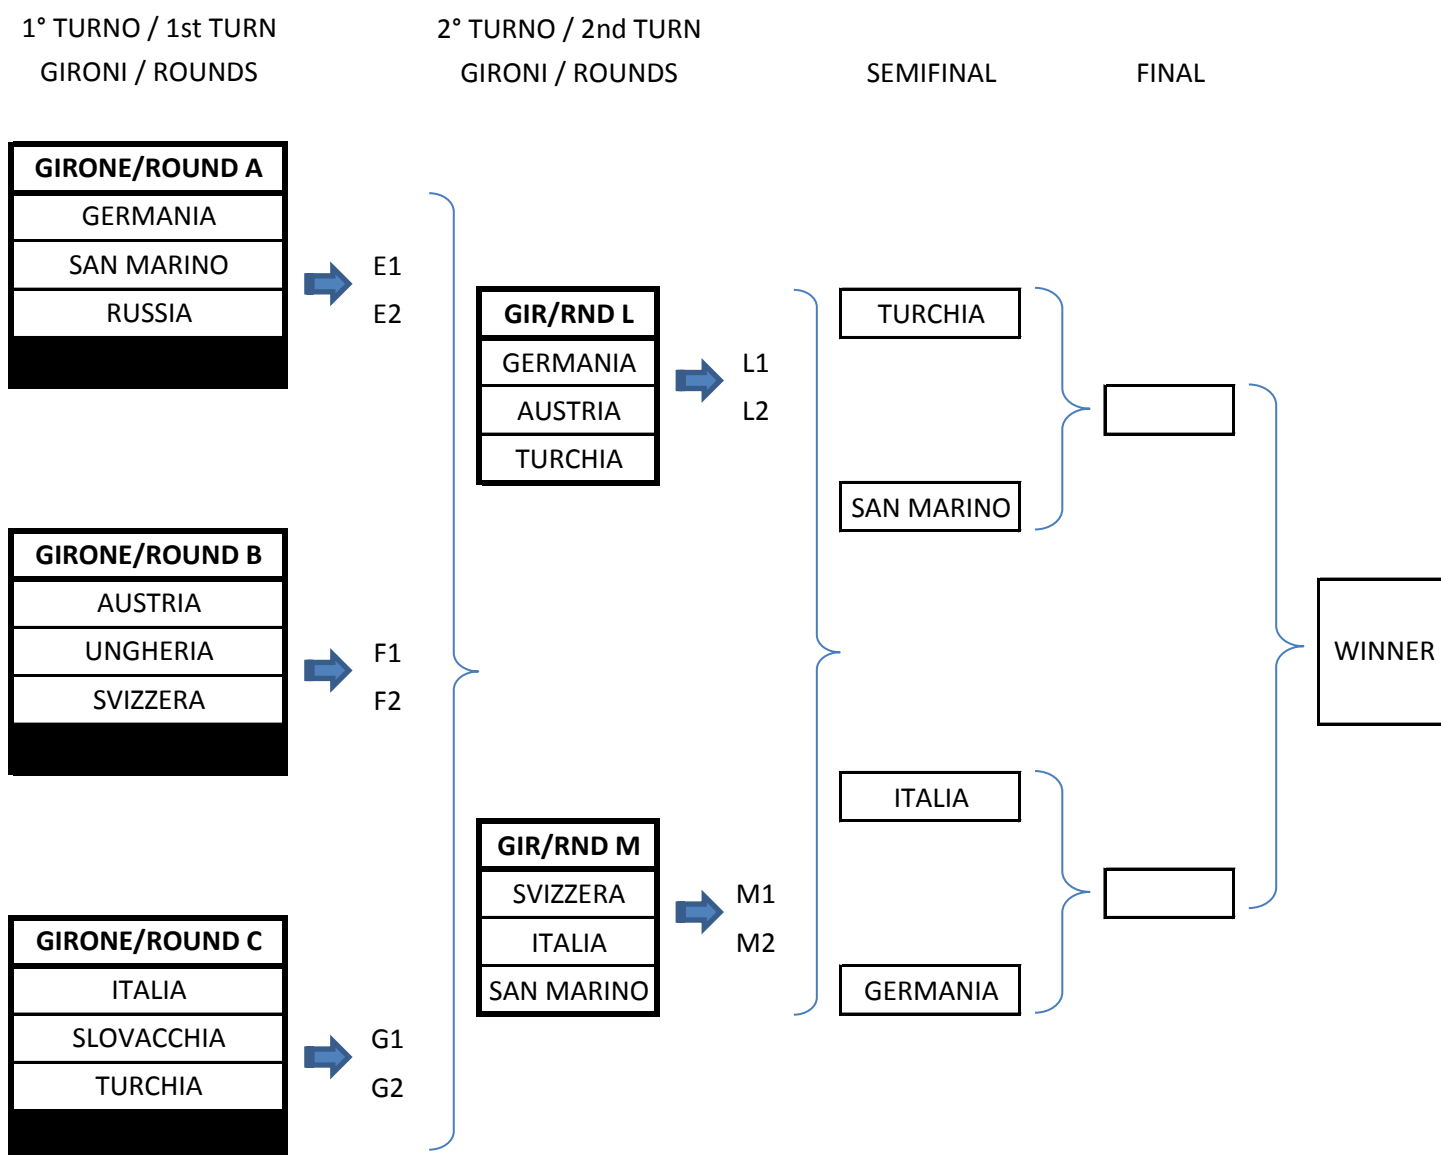 1° TURNO / 1st TURN
GIRONI / ROUNDS
2° TURNO / 2nd TURN
GIRONI / ROUNDS
SEMIFINAL
FINAL
GIRONE/ROUND A
GERMANIA
SAN MARINO
RUSSIA
E1
E2
GIRONE/ROUND B
AUSTRIA
UNGHERIA
SVIZZERA
F1
F2
GIRONE/ROUND C
ITALIA
SLOVACCHIA
TURCHIA
G1
G2
GIR/RND L
GERMANIA
AUSTRIA
TURCHIA
L1
L2
GIR/RND M
SVIZZERA
ITALIA
SAN MARINO
M1
M2
TURCHIA
SAN MARINO
ITALIA
GERMANIA
WINNER